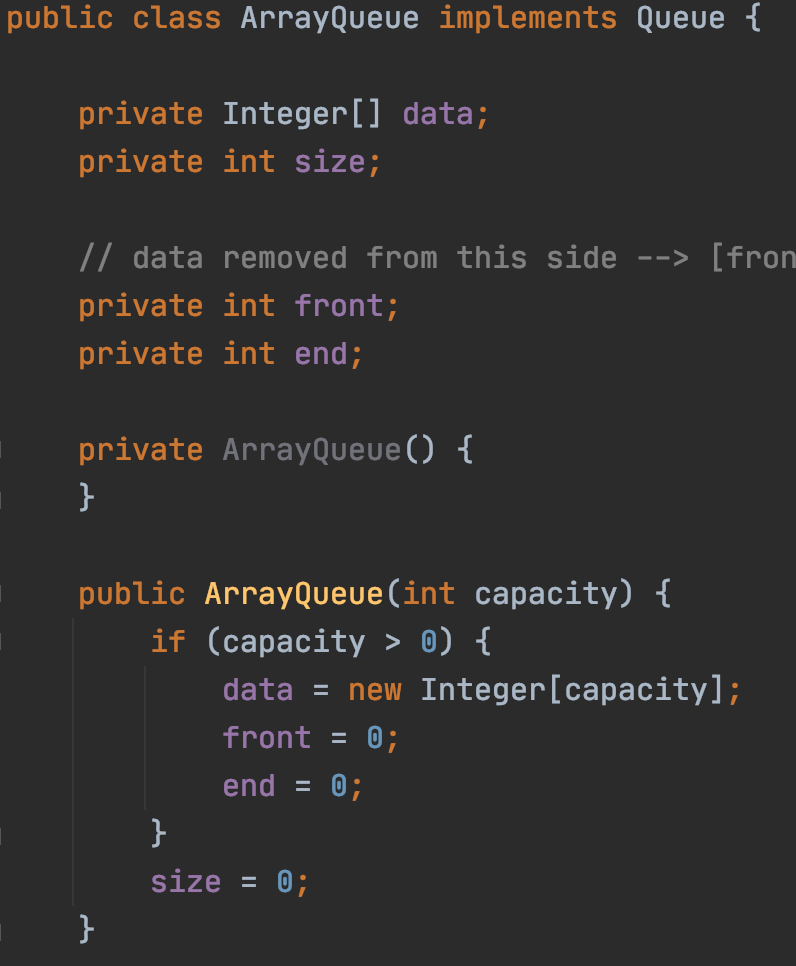 public class ArrayQueue implements Queue {
private Integer[] data;
private int size;
// data removed from this side --> [fron
private int front;
private int end;
private ArrayQueue() {
}
public ArrayQueue(int capacity) {
if (capacity > 0) {
data = new Integer[capacity];
front = 0;
end = 0;
}
size = 0;
}